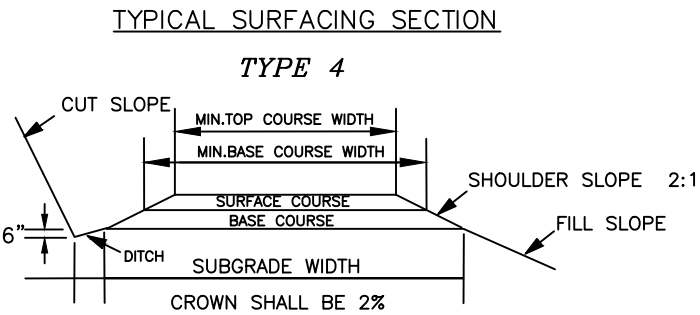 TYPICAL SURFACING SECTION
TYPE 4
CUT SLOPE
MIN.TOP COURSE WIDTH
MIN.BASE COURSE WIDTH
SHOULDER SLOPE 2:1
SURFACE COURSE
BASE COURSE
FILL SLOPE
6"
DITCH
SUBGRADE WIDTH
CROWN SHALL BE 2%